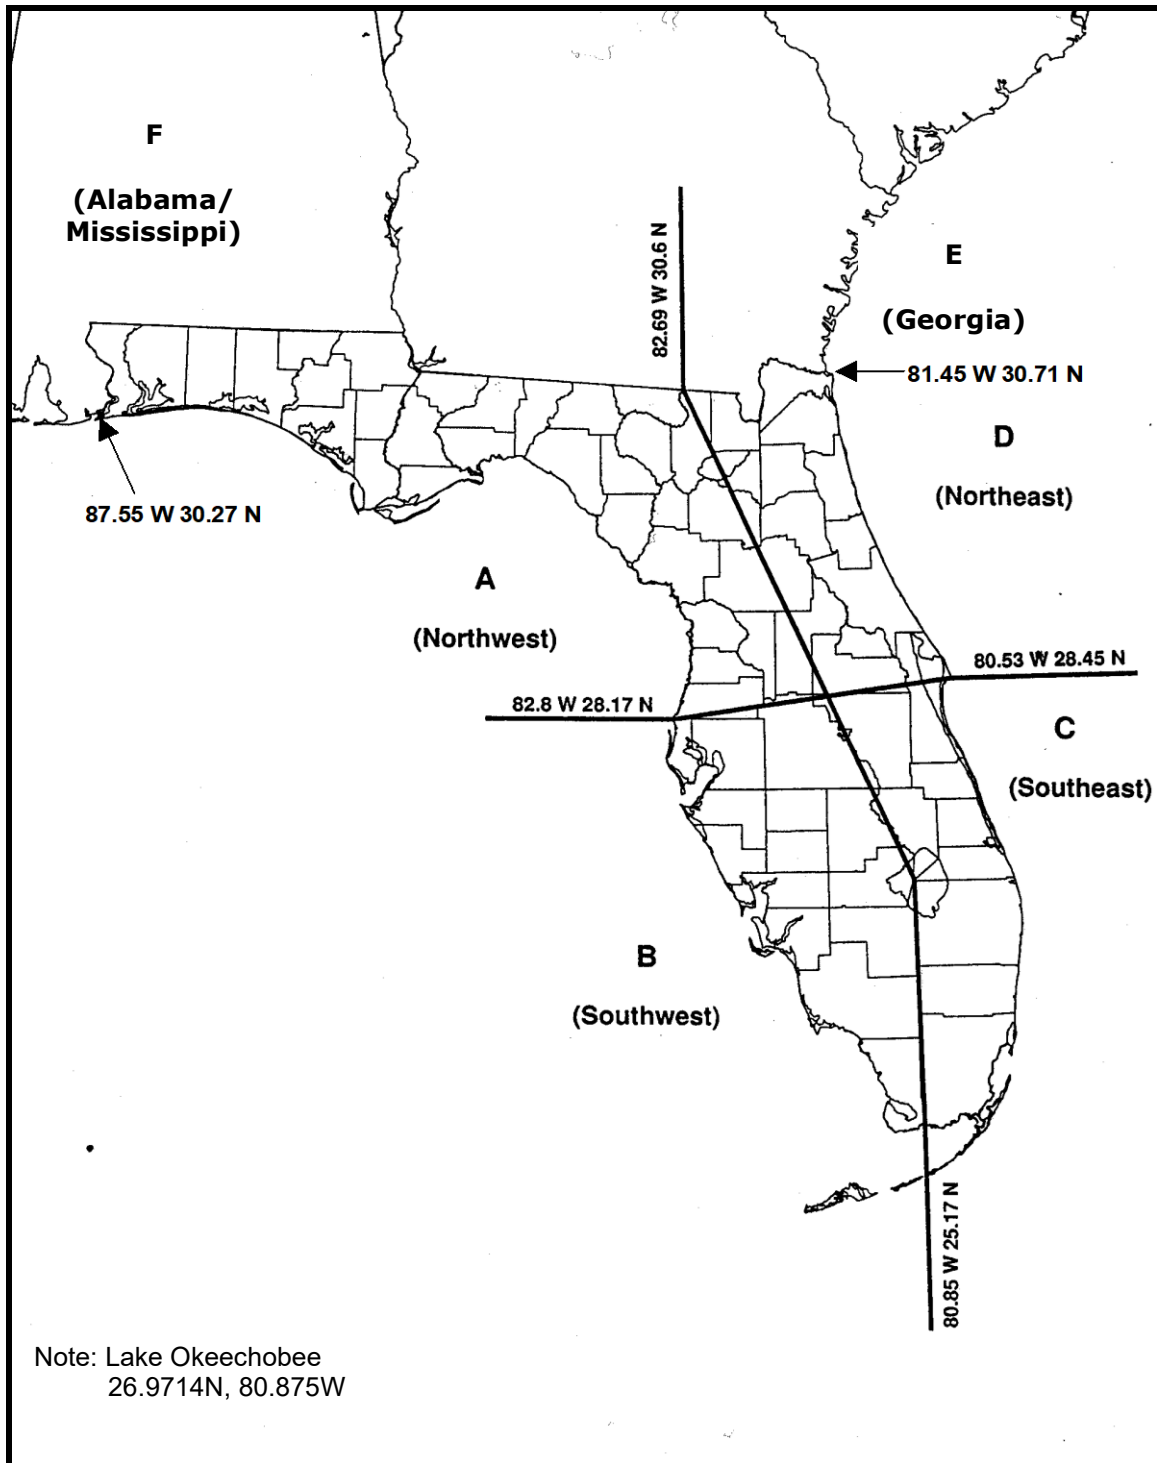 F
(Alabama/
Mississippi)
82.69 W 30.6 N
E
(Georgia)
81.45 W 30.71 N
D
(Northeast)
87.55 W 30.27 N
A
(Northwest)
80.53 W 28.45 N
82.8 W 28.17 N
C
(Southeast)
B
(Southwest)
80.85 W 25.17 N
Note: Lake Okeechobee
26.9714N, 80.875W